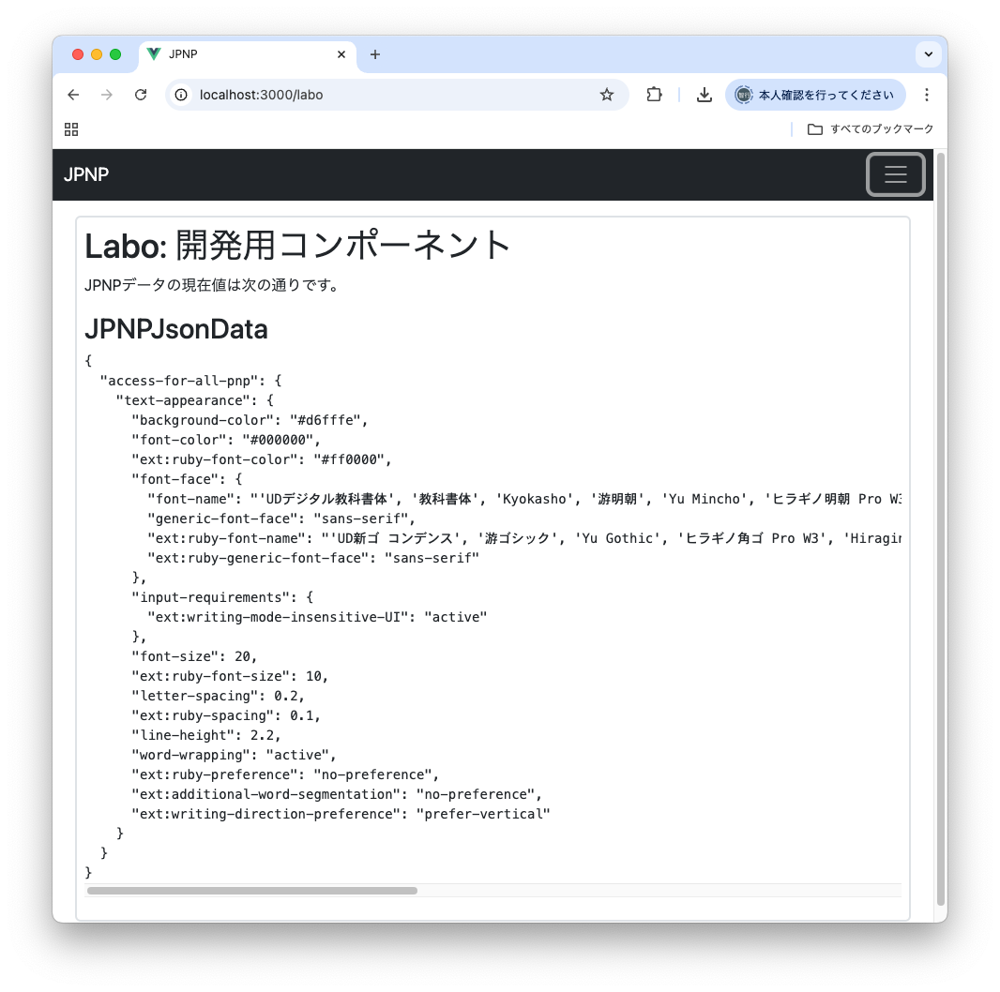 JPNP
localhost:3000/labo
本人確認を行ってください
すべてのブックマーク
JPNP
Labo: 開発用コンポーネント
JPNPデータの現在値は次の通りです。
JPNPJsonData
{
  "access-for-all-pnp": {
    "text-appearance": {
      "background-color": "#d6fffe",
      "font-color": "#000000",
      "ext:ruby-font-color": "#ff0000",
      "font-face": {
        "font-name": "'UDデジタル教科書体', '教科書体', 'Kyokasho', '游明朝', 'Yu Mincho', 'ヒラギノ明朝 Pro W3
        "generic-font-face": "sans-serif",
        "ext:ruby-font-name": "'UD新ゴ コンデンス', '游ゴシック', 'Yu Gothic', 'ヒラギノ角ゴ Pro W3', 'Hiragin
        "ext:ruby-generic-font-face": "sans-serif"
      },
      "input-requirements": {
        "ext:writing-mode-insensitive-UI": "active"
      },
      "font-size": 20,
      "ext:ruby-font-size": 10,
      "letter-spacing": 0.2,
      "ext:ruby-spacing": 0.1,
      "line-height": 2.2,
      "word-wrapping": "active",
      "ext:ruby-preference": "no-preference",
      "ext:additional-word-segmentation": "no-preference",
      "ext:writing-direction-preference": "prefer-vertical"
    }
  }
}